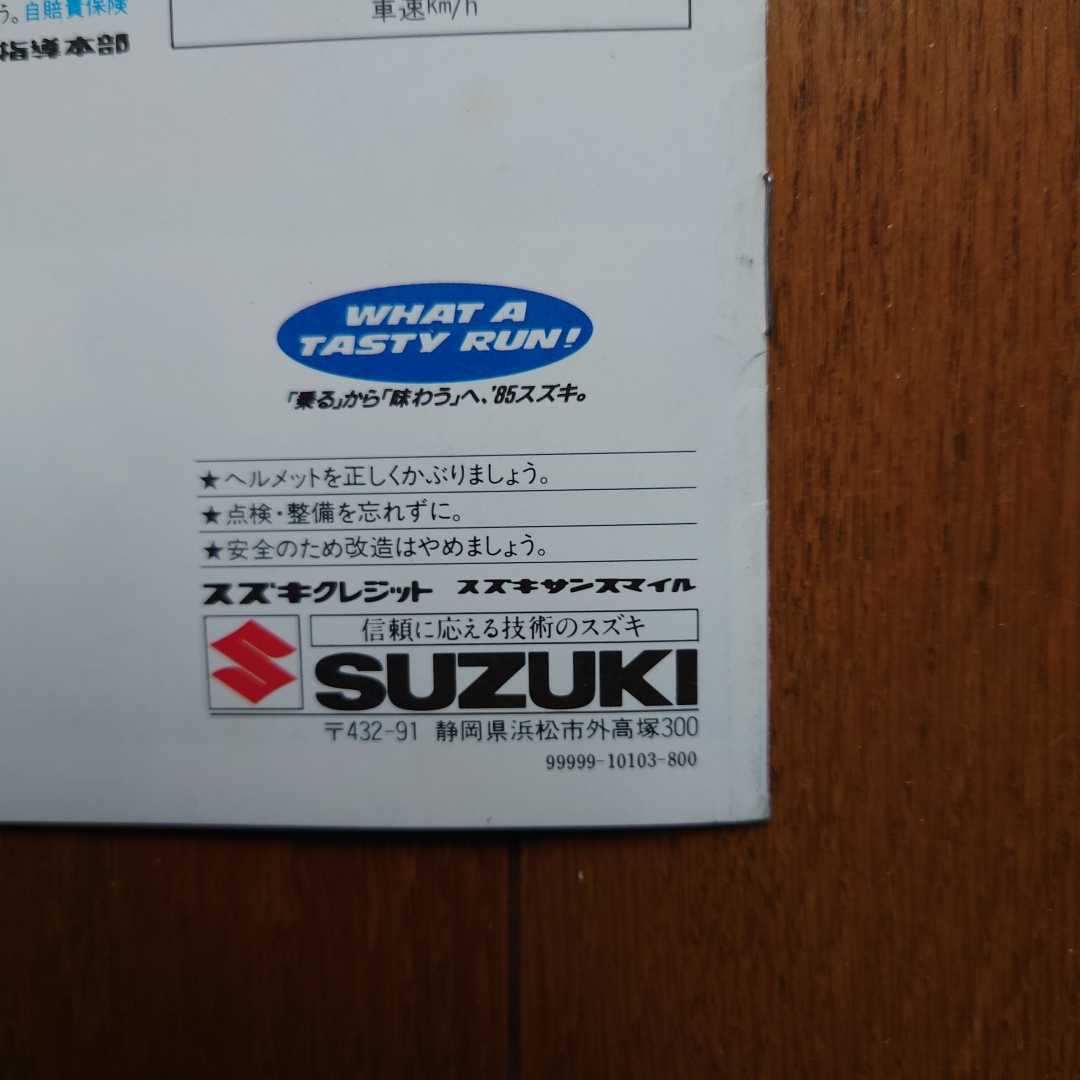 う。自賠責保険
指導本部
車速km/h
WHAT A
TASTY RUN!
「乗る」から「味わう」へ、'85スズキ。
★ヘルメットを正しくかぶりましょう。
★点検・整備を忘れずに。
★安全のため改造はやめましょう。
スズキクレジット スズキサンスマイル
信頼に応える技術のスズキ
SUZUKI
〒432-91 静岡県浜松市外高塚300
99999-10103-800